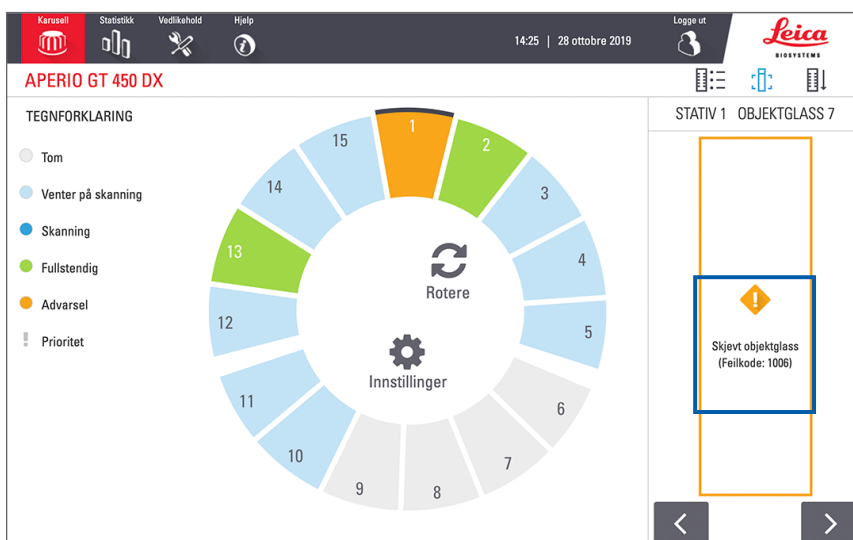 Karusell
Statistikk
Vedlikehold
Hjelp
14:25 | 28 ottobre 2019
Logge ut
Leica
BIOSYSTEMS
APERIO GT 450 DX
TEGNFORKLARING
Tom
Venter på skanning
Skanning
Fullstendig
Advarsel
! Prioritet
1
2
3
4
5
6
7
8
9
10
11
12
13
14
15
Rotere
Innstillinger
STATIV 1 OBJEKTGLASS 7
!
Skjevt objektglass
(Feilkode: 1006)